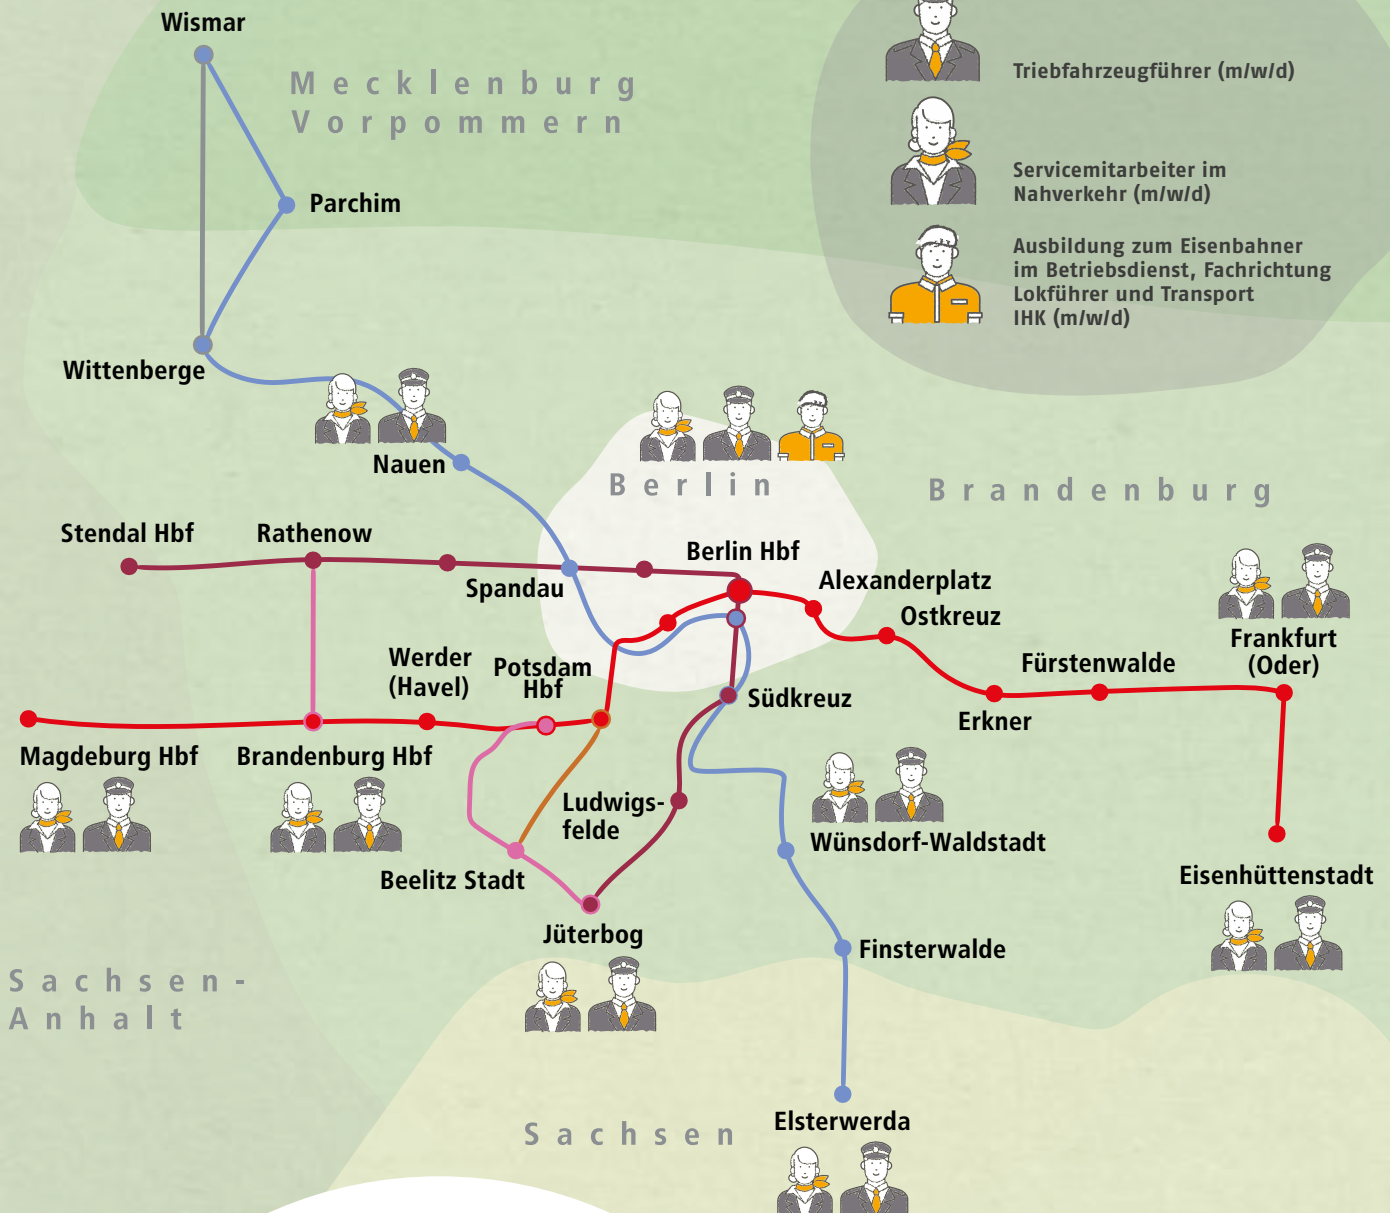 Wismar
Mecklenburg
Vorpommern
Triebfahrzeugführer (m/w/d)
Servicemitarbeiter im
Nahverkehr (m/w/d)
Parchim
Ausbildung zum Eisenbahner
im Betriebsdienst, Fachrichtung
Lokführer und Transport
IHK (m/w/d)
Wittenberge
Nauen
Berlin
Brandenburg
Stendal Hbf
Rathenow
Spandau
Berlin Hbf
Alexanderplatz
Ostkreuz
Frankfurt
(Oder)
Werder
(Havel)
Potsdam
Hbf
Fürstenwalde
Südkreuz
Erkner
Magdeburg Hbf
Brandenburg Hbf
Ludwigs-
felde
Wünsdorf-Waldstadt
Beelitz Stadt
Eisenhüttenstadt
Jüterbog
Finsterwalde
Sachsen-
Anhalt
Sachsen
Elsterwerda